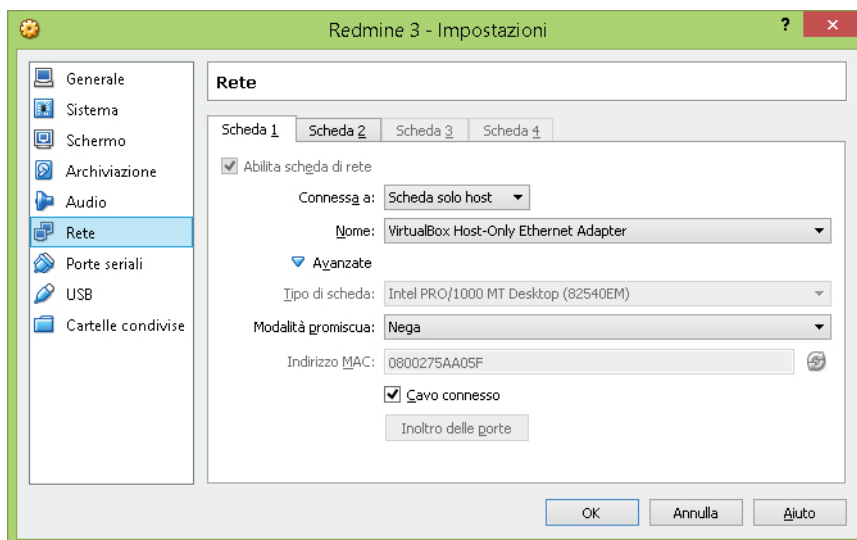 Redmine 3 - Impostazioni
?
×
Generale
Sistema
Schermo
Archiviazione
Audio
Rete
Porte seriali
USB
Cartelle condivise
Rete
Scheda 1 Scheda 2 Scheda 3 Scheda 4
Abilita scheda di rete
Connessa a: Scheda solo host
Nome: VirtualBox Host-Only Ethernet Adapter
Avanzate
Tipo di scheda: Intel PRO/1000 MT Desktop (82540EM)
Modalità promiscua: Nega
Indirizzo MAC: 0800275AA05F
Cavo connesso
Inoltro delle porte
OK Annulla Aiuto